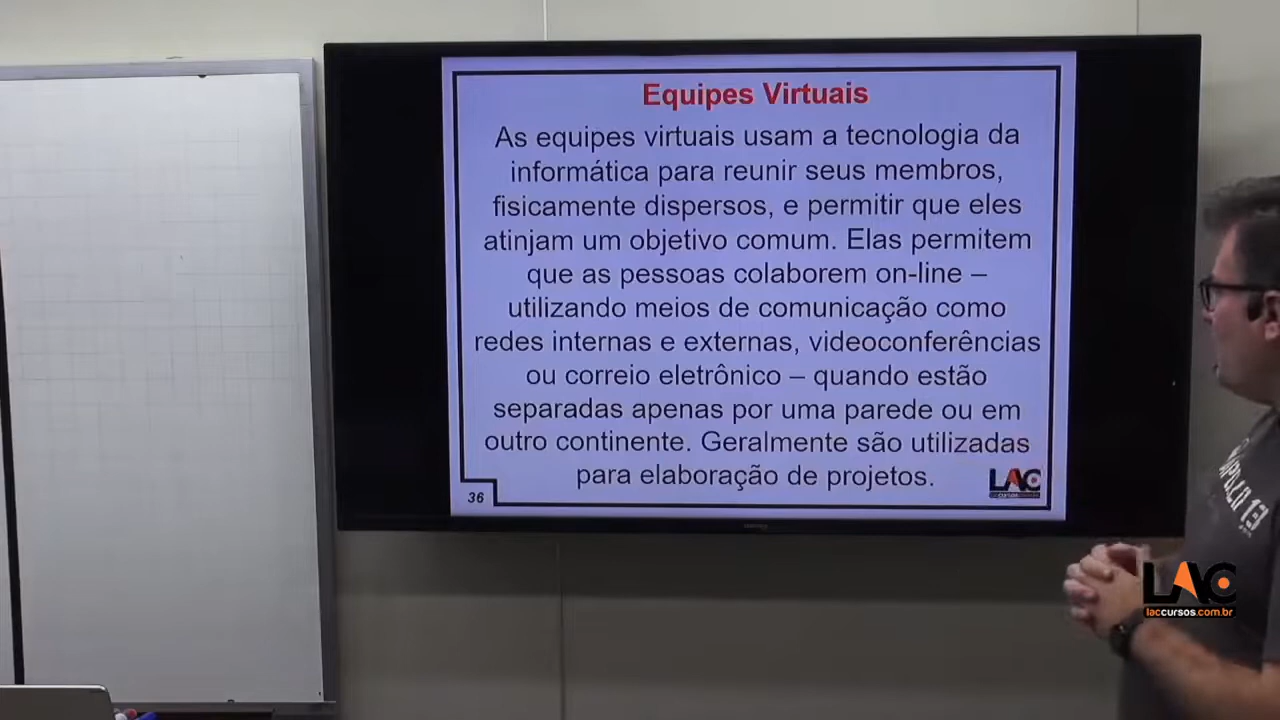 Equipes Virtuais
As equipes virtuais usam a tecnologia da
informática para reunir seus membros,
fisicamente dispersos, e permitir que eles
atinjam um objetivo comum. Elas permitem
que as pessoas colaborem on-line –
utilizando meios de comunicação como
redes internas e externas, videoconferências
ou correio eletrônico – quando estão
separadas apenas por uma parede ou em
outro continente. Geralmente são utilizadas
para elaboração de projetos.
36
LAC
LAC
laccursos.com.br